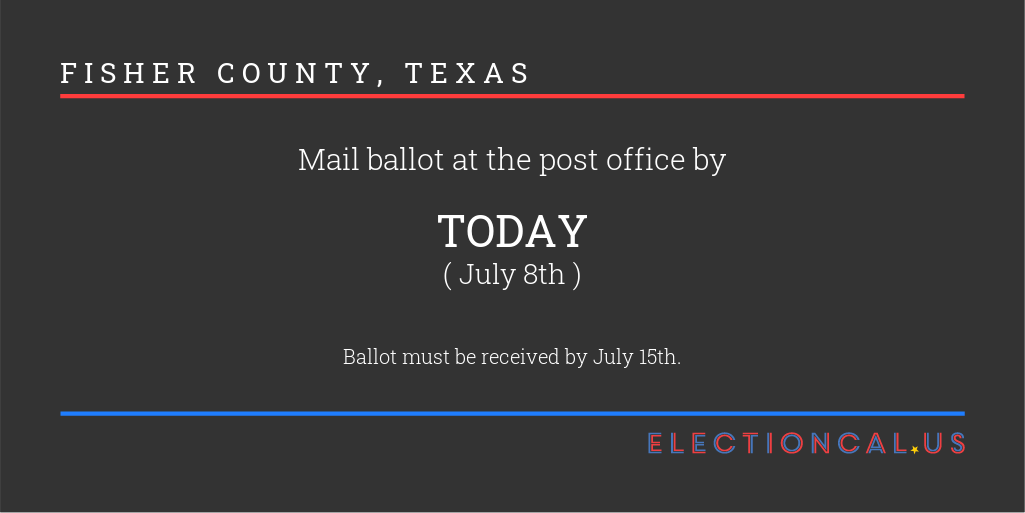 FISHER COUNTY, TEXAS
Mail ballot at the post office by
TODAY
( July 8th )
Ballot must be received by July 15th.
ELECTIONCAL.US